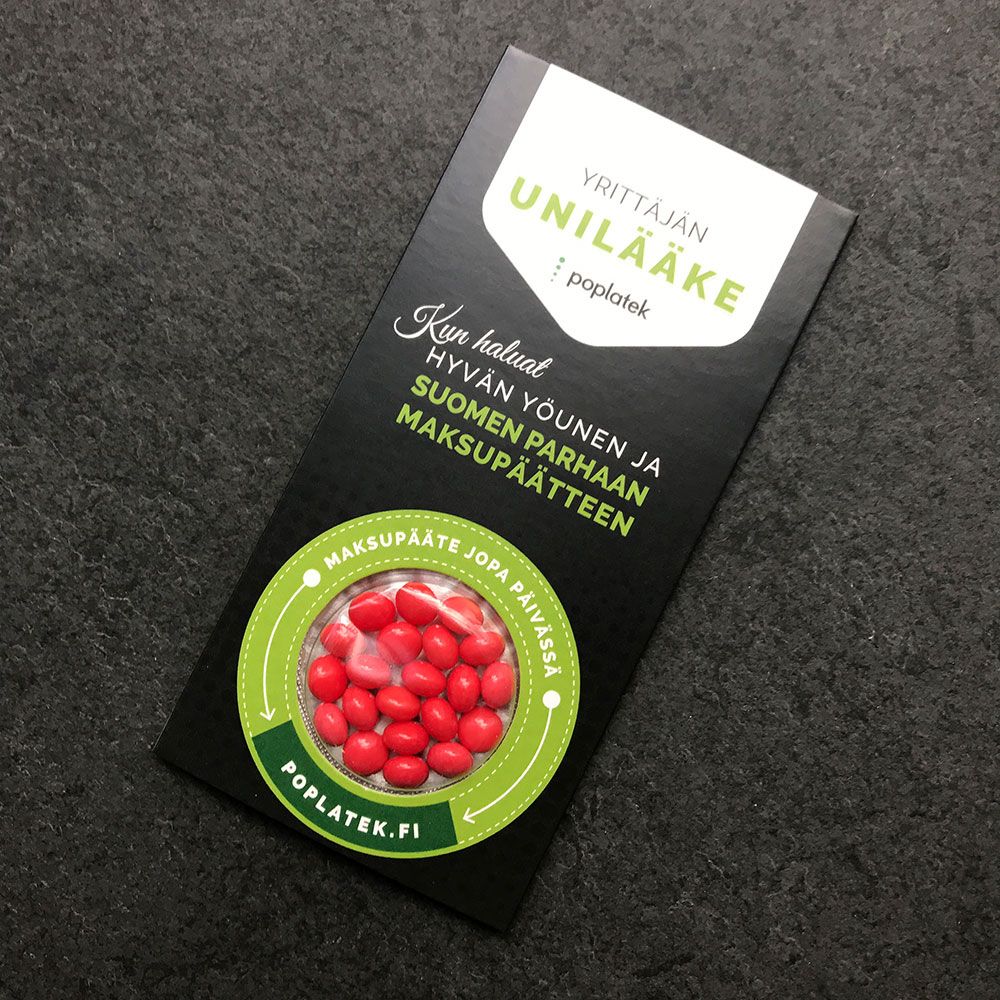 YRITTÄJÄN
UNILÄÄKE
poplatek
Kun haluat
HYVÄN YÖUNEN JA
SUOMEN PARHAAN
MAKSUPÄÄTTEEN
MAKSUPÄÄTE JOPA PÄIVÄSSÄ
POPLATEK.FI